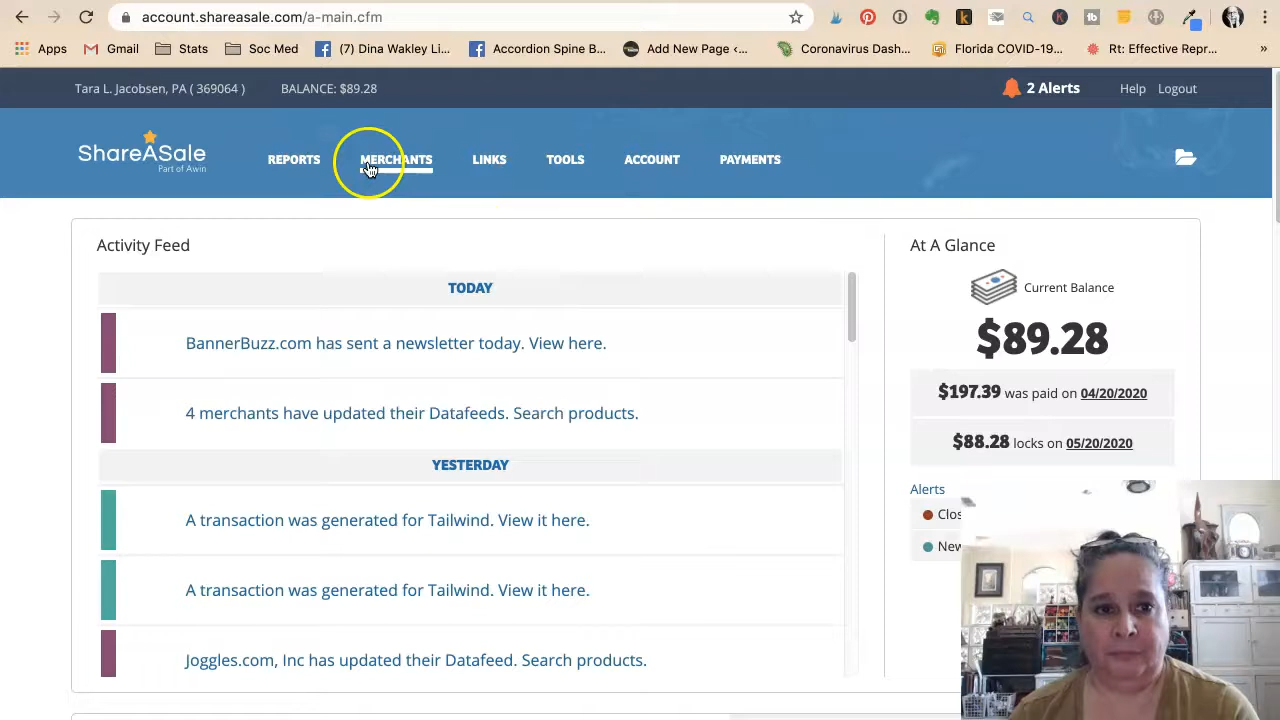 account.shareasale.com/a-main.cfm
Apps Gmail Stats Soc Med (7) Dina Wakley Li... Accordion Spine B... Add New Page ‹... Coronavirus Dash... Florida COVID-19... Rt: Effective Repr... »
Tara L. Jacobsen, PA ( 369064 ) BALANCE: $89.28 2 Alerts Help Logout
ShareASale
Part of Awin
REPORTS MERCHANTS LINKS TOOLS ACCOUNT PAYMENTS
Activity Feed
TODAY
BannerBuzz.com has sent a newsletter today. View here.
4 merchants have updated their Datafeeds. Search products.
YESTERDAY
A transaction was generated for Tailwind. View it here.
A transaction was generated for Tailwind. View it here.
Joggles.com, Inc has updated their Datafeed. Search products.
At A Glance
Current Balance
$89.28
$197.39 was paid on 04/20/2020
$88.28 locks on 05/20/2020
Alerts
Clos
New